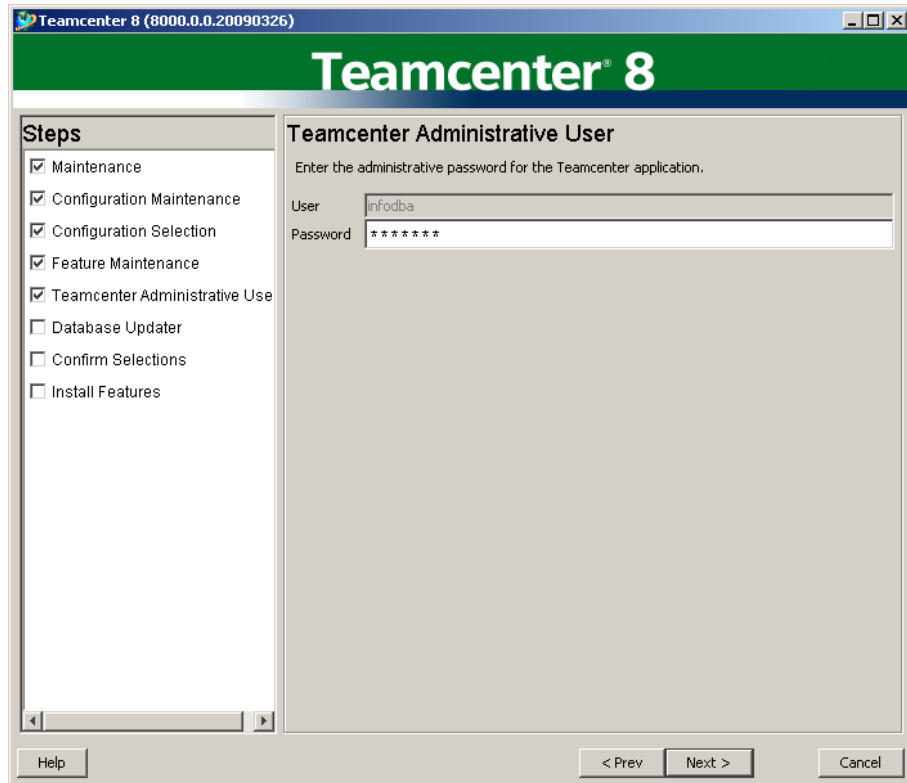 Teamcenter 8 (8000.0.0.20090326)
Teamcenter® 8
Steps
Maintenance
Configuration Maintenance
Configuration Selection
Feature Maintenance
Teamcenter Administrative Use
Database Updater
Confirm Selections
Install Features
Teamcenter Administrative User
Enter the administrative password for the Teamcenter application.
User infodba
Password *******
Help < Prev Next > Cancel